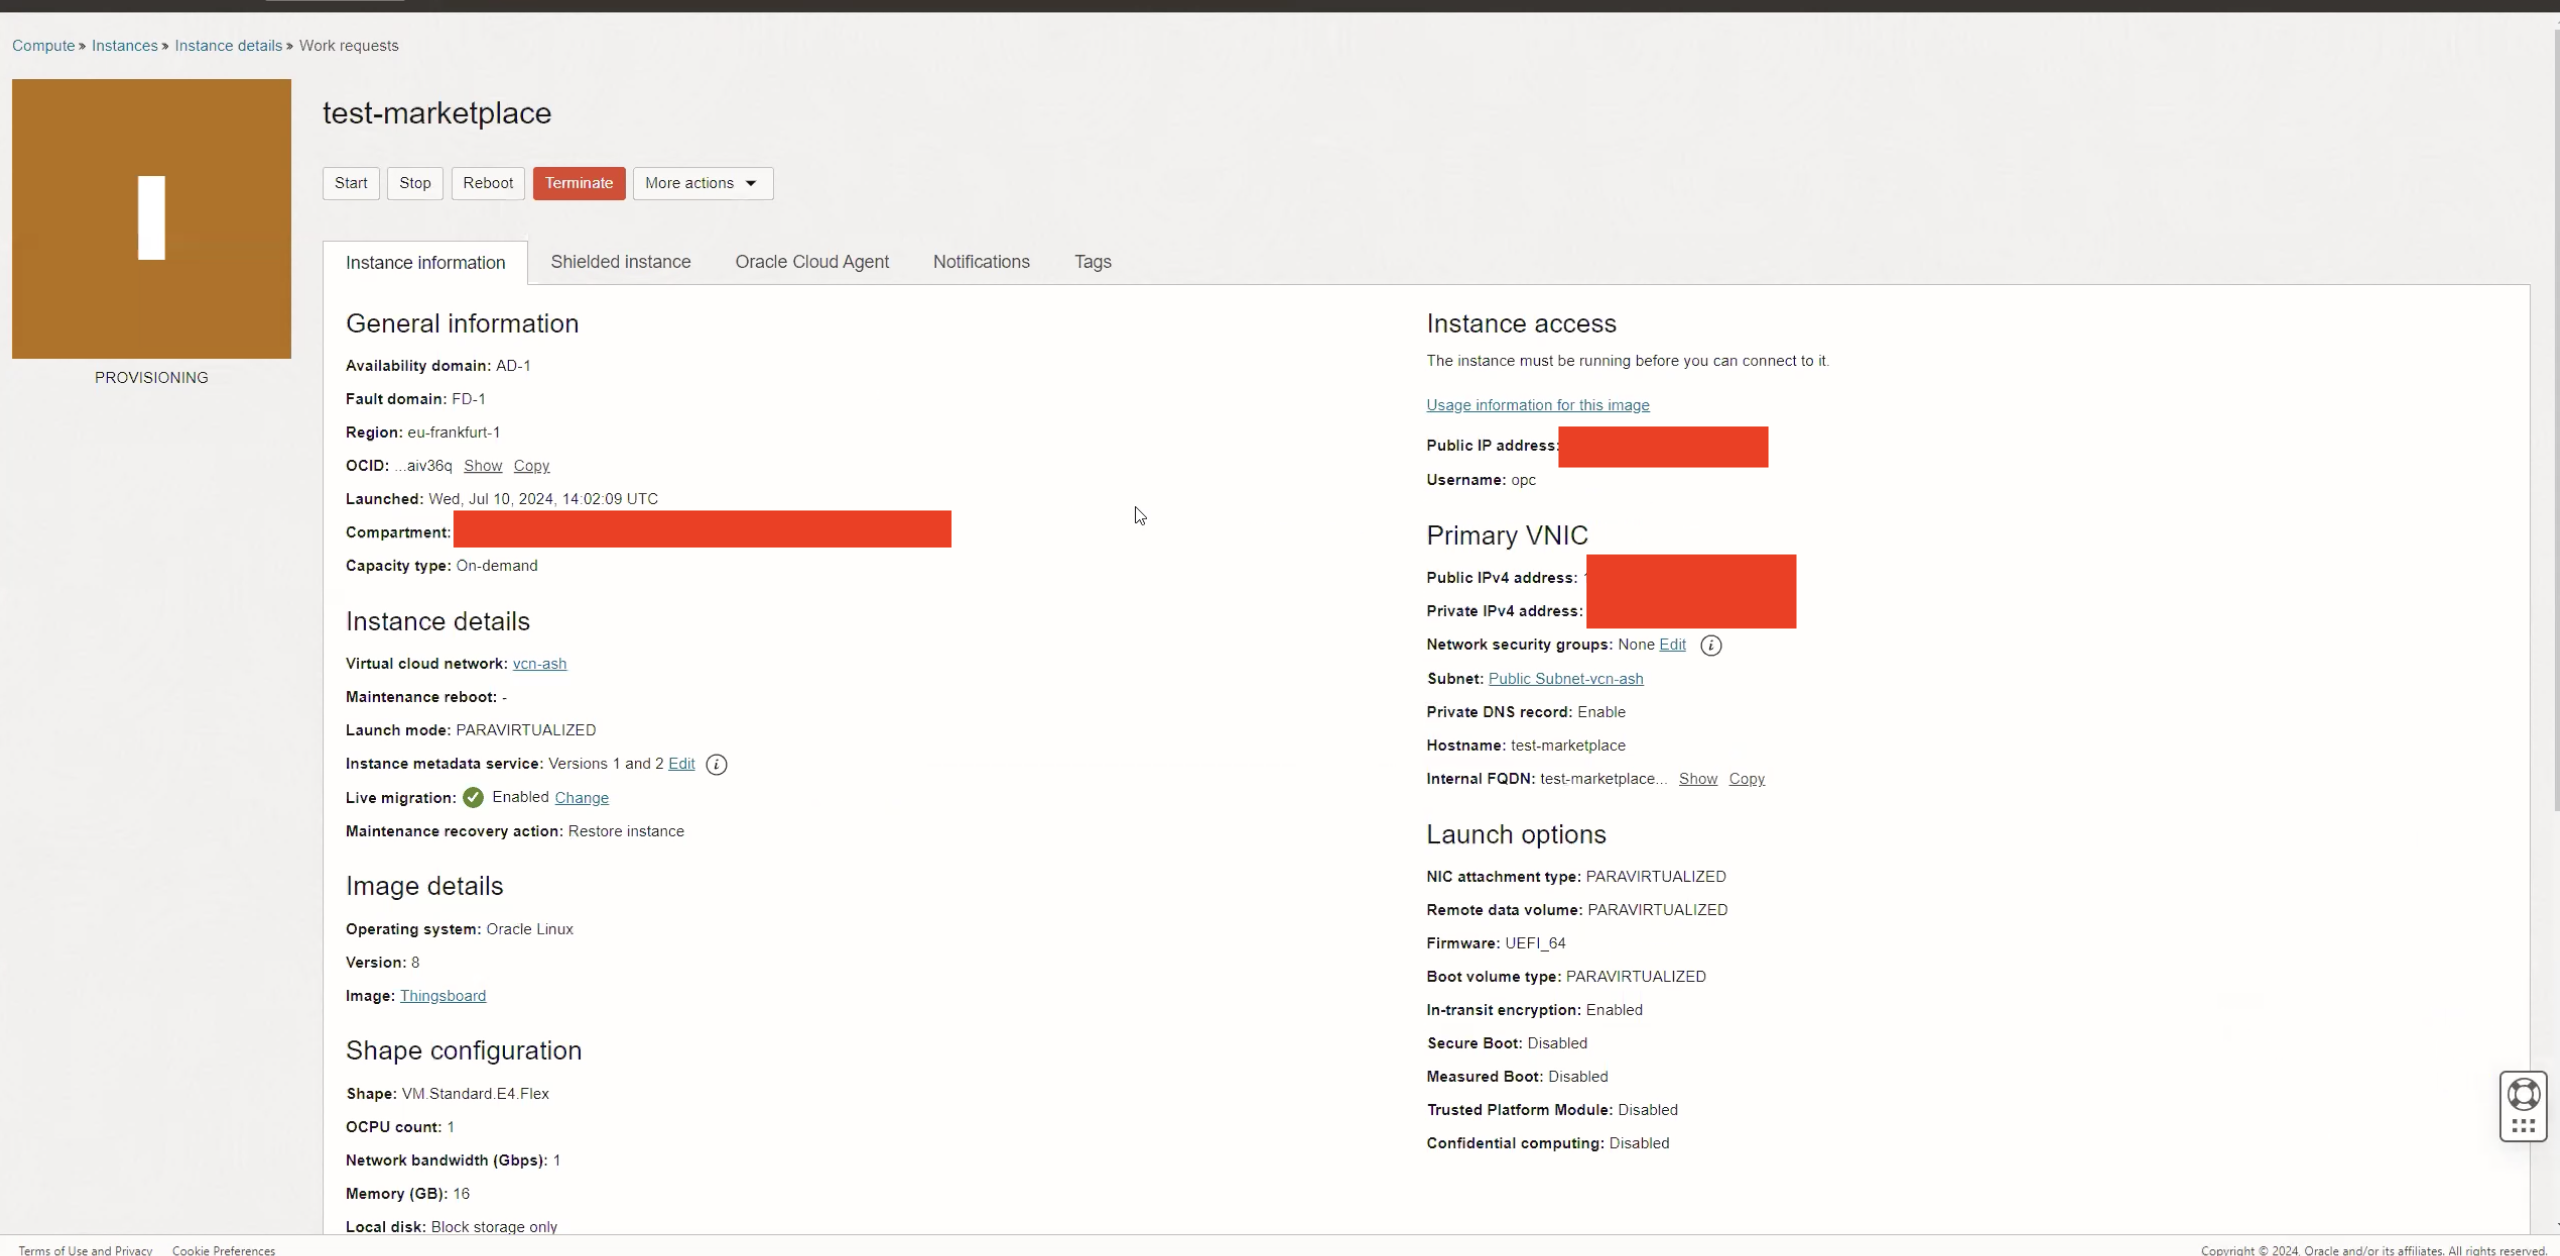 Compute » Instances » Instance details » Work requests
test-marketplace
Start Stop Reboot Terminate More actions
PROVISIONING
Instance information Shielded instance Oracle Cloud Agent Notifications Tags
General information
Availability domain: AD-1
Fault domain: FD-1
Region: eu-frankfurt-1
OCID: ...aiv36q Show Copy
Launched: Wed, Jul 10, 2024, 14:02:09 UTC
Compartment:
Capacity type: On-demand
Instance details
Virtual cloud network: vcn-ash
Maintenance reboot: -
Launch mode: PARAVIRTUALIZED
Instance metadata service: Versions 1 and 2 Edit
Live migration: Enabled Change
Maintenance recovery action: Restore instance
Image details
Operating system: Oracle Linux
Version: 8
Image: Thingsboard
Shape configuration
Shape: VM.Standard.E4.Flex
OCPU count: 1
Network bandwidth (Gbps): 1
Memory (GB): 16
Local disk: Block storage only
Instance access
The instance must be running before you can connect to it.
Usage information for this image
Public IP address:
Username: opc
Primary VNIC
Public IPv4 address:
Private IPv4 address:
Network security groups: None Edit
Subnet: Public Subnet-vcn-ash
Private DNS record: Enable
Hostname: test-marketplace
Internal FQDN: test-marketplace... Show Copy
Launch options
NIC attachment type: PARAVIRTUALIZED
Remote data volume: PARAVIRTUALIZED
Firmware: UEFI_64
Boot volume type: PARAVIRTUALIZED
In-transit encryption: Enabled
Secure Boot: Disabled
Measured Boot: Disabled
Trusted Platform Module: Disabled
Confidential computing: Disabled
Terms of Use and Privacy Cookie Preferences
Copyright © 2024, Oracle and/or its affiliates. All rights reserved.